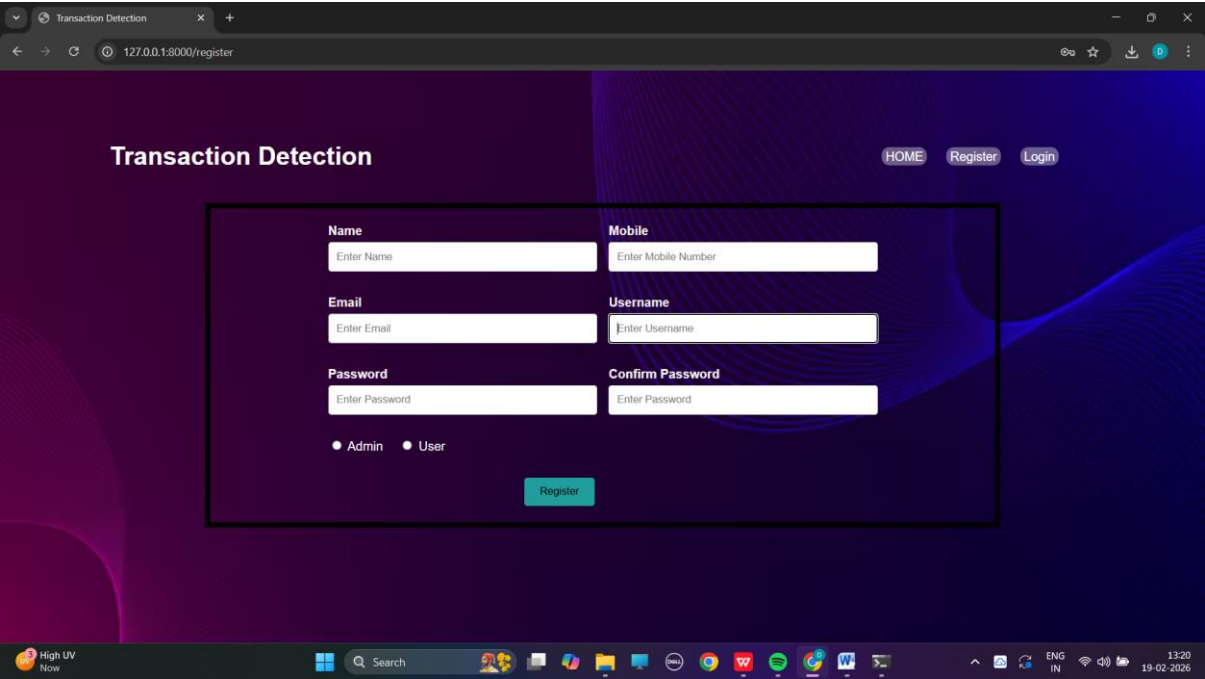 Transaction Detection
127.0.0.1:8000/register
D
Transaction Detection
HOME Register Login
Name Mobile
Enter Name Enter Mobile Number
Email Username
Enter Email Enter Username
Password Confirm Password
Enter Password Enter Password
Admin User
Register
3
High UV
Now
Search
DELL
D
W
ENG
IN
13:20
19-02-2026